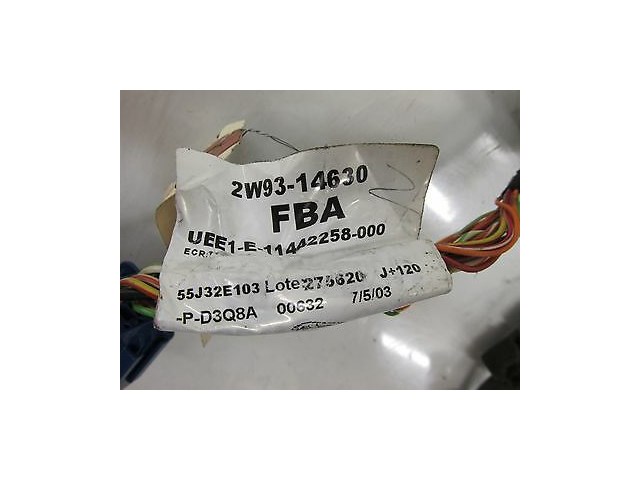 2W93-14630
FBA
UEE1-E-11442258-000
55J32E103 Lote:275620 J+120
-P-D3Q8A 00632 7/5/03